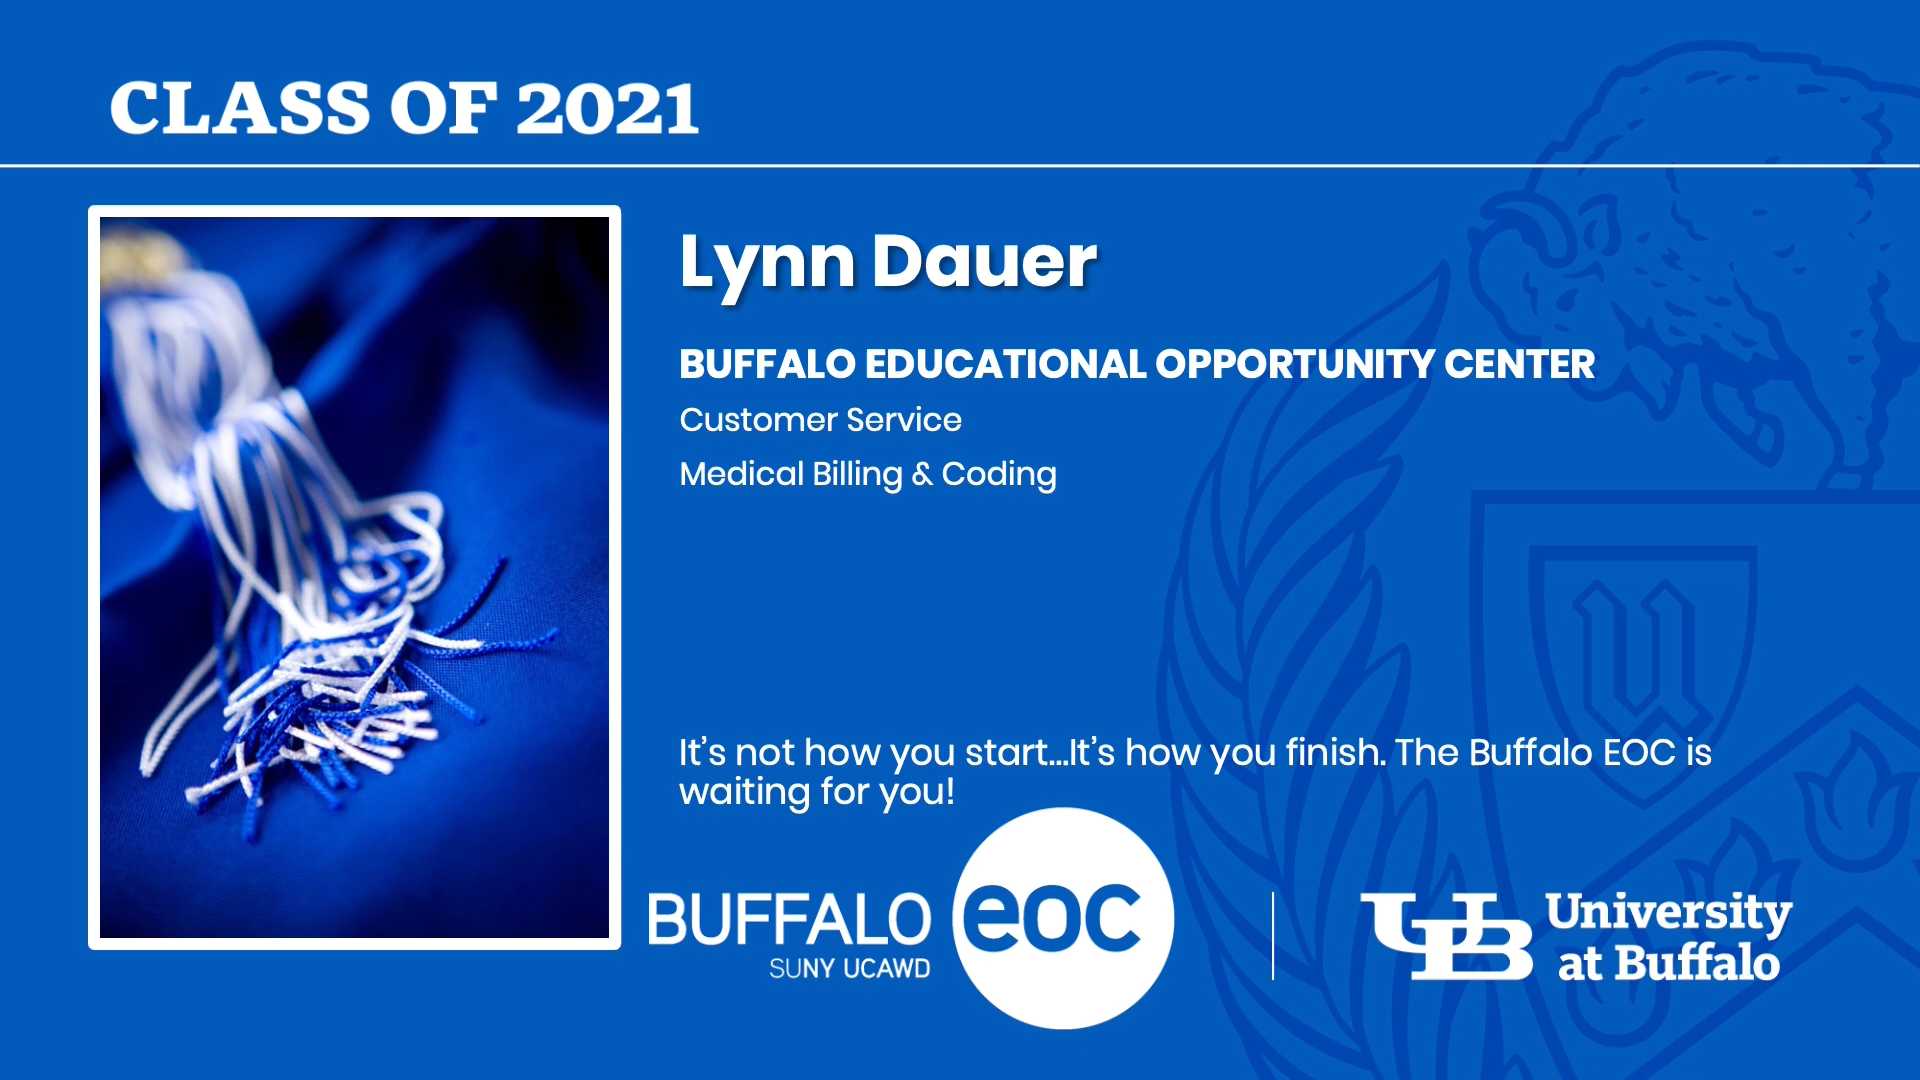 CLASS OF 2021
Lynn Dauer
BUFFALO EDUCATIONAL OPPORTUNITY CENTER
Customer Service
Medical Billing & Coding
It’s not how you start...It’s how you finish. The Buffalo EOC is
waiting for you!
BUFFALO eoc
SUNY UCAWD
UB University
at Buffalo